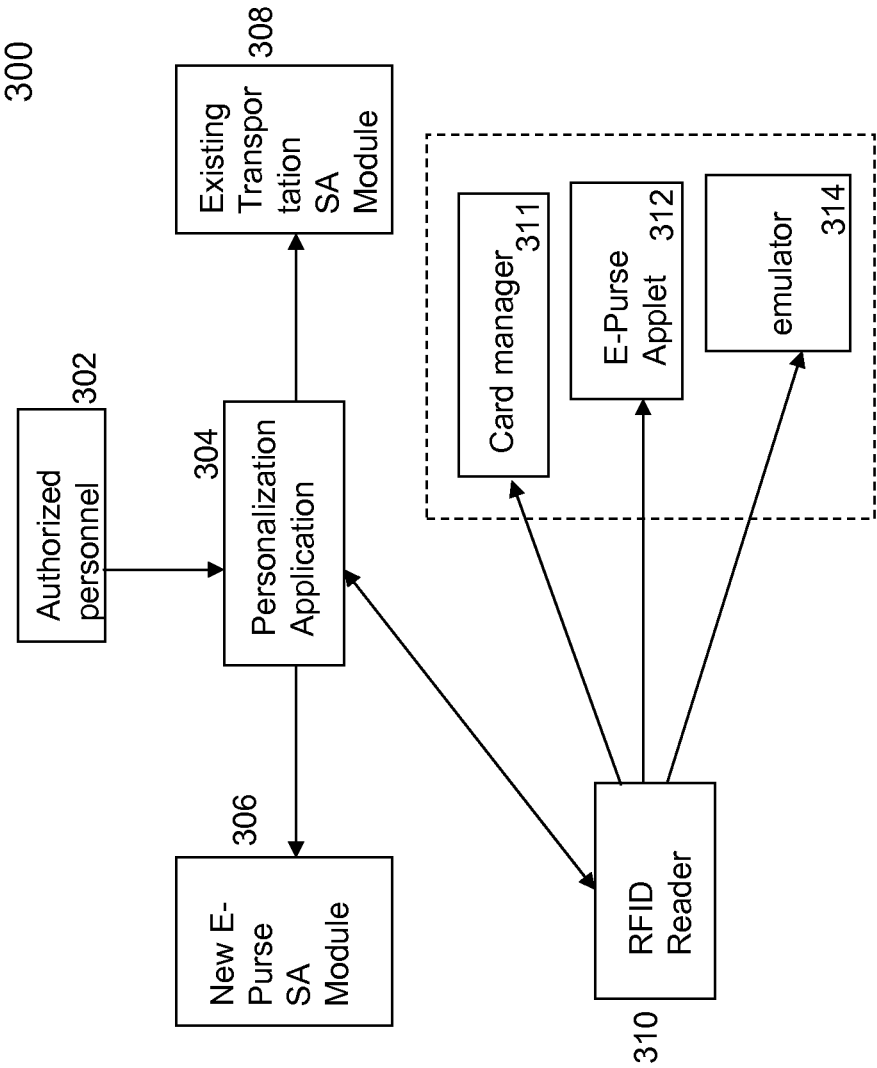 300
Authorized
personnel
302
304
Personalization
Application
New E-
Purse
SA
Module
306
Existing
Transpor
tation
SA
Module
308
RFID
Reader
310
Card manager
311
E-Purse
Applet
312
emulator
314